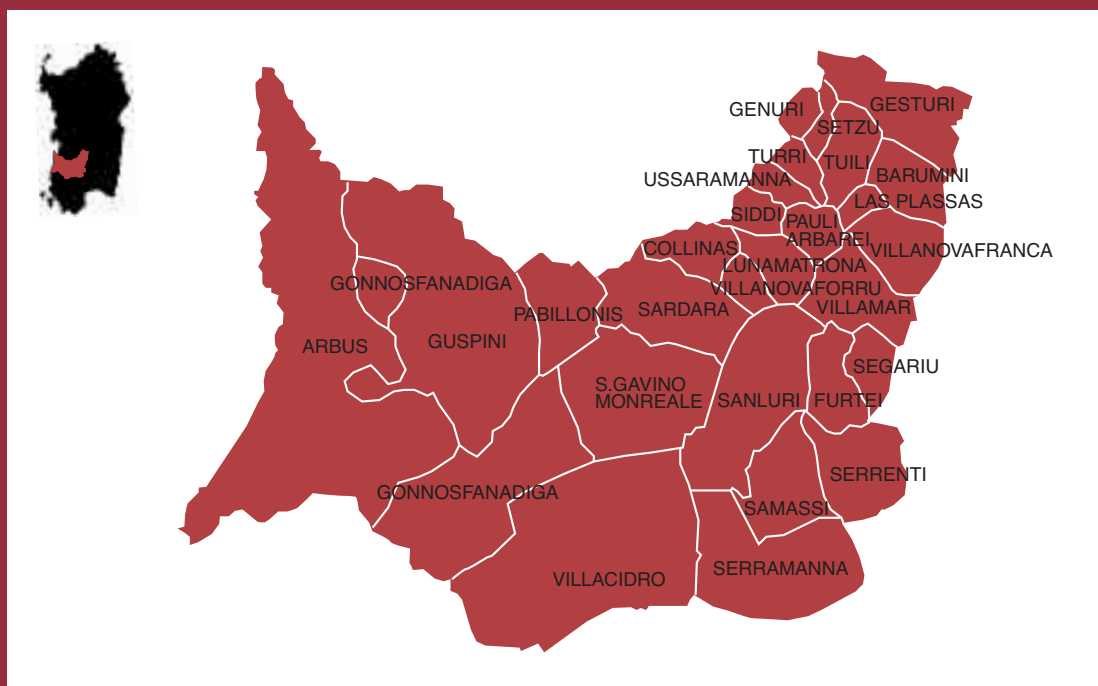 GESTURI
GENURI
SETZU
TURRI
TUILI
BARUMINI
USSARAMANNA
LAS PLASSAS
SIDDI
PAULI
ARBAREI
COLLINAS
VILLANOVAFRANCA
LUNAMATRONA
GONNOSFANADIGA
VILLANOVAFORRU
SARDARA
VILLAMAR
PABILLONIS
GUSPINI
ARBUS
SEGARIU
S.GAVINO
MONREALE
SANLURI
FURTEI
SERRENTI
GONNOSFANADIGA
SAMASSI
SERRAMANNA
VILLACIDRO